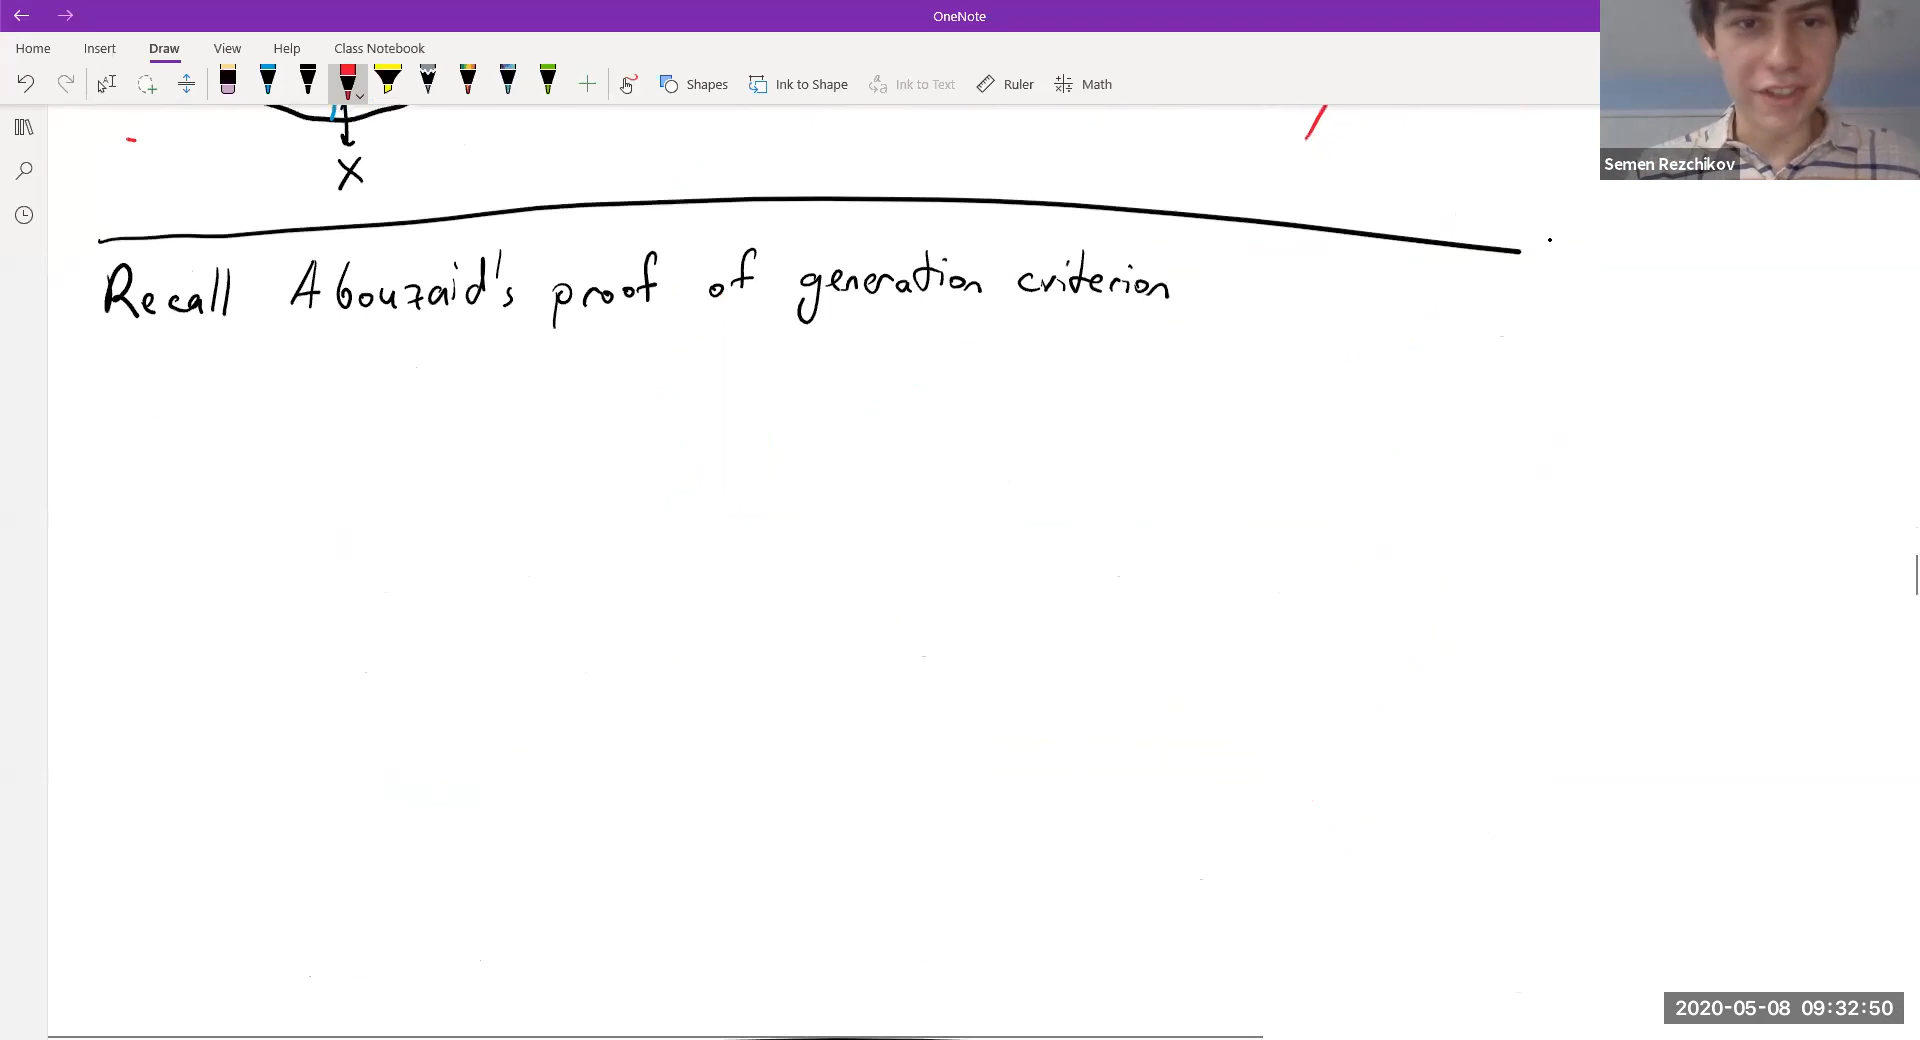 OneNote
Home Insert Draw View Help Class Notebook
Shapes Ink to Shape Ink to Text Ruler Math
X
Semen Rezchikov
Recall Abouzaid's proof of generation criterion
2020-05-08 09:32:50